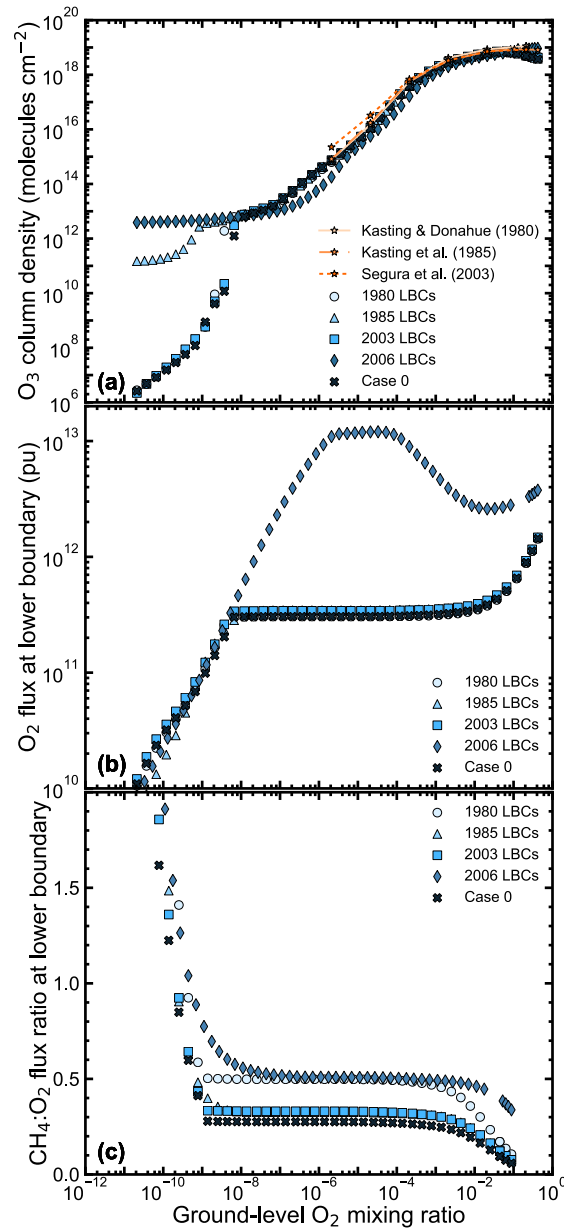 10^20
10^18
10^16
10^14
10^12
10^10
10^8
10^6
O₃ column density (molecules cm⁻²)
Kasting & Donahue (1980)
Kasting et al. (1985)
Segura et al. (2003)
1980 LBCs
1985 LBCs
2003 LBCs
2006 LBCs
Case 0
(a)
10^13
10^12
10^11
10^10
O₂ flux at lower boundary (pu)
1980 LBCs
1985 LBCs
2003 LBCs
2006 LBCs
Case 0
(b)
1.5
1.0
0.5
0.0
CH₄:O₂ flux ratio at lower boundary
1980 LBCs
1985 LBCs
2003 LBCs
2006 LBCs
Case 0
(c)
10^-12 10^-10 10^-8 10^-6 10^-4 10^-2 10^0
Ground-level O₂ mixing ratio